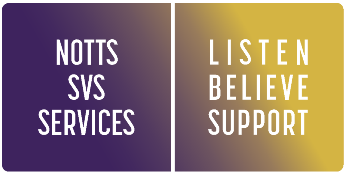 NOTTS
SVS
SERVICES
LISTEN
BELIEVE
SUPPORT